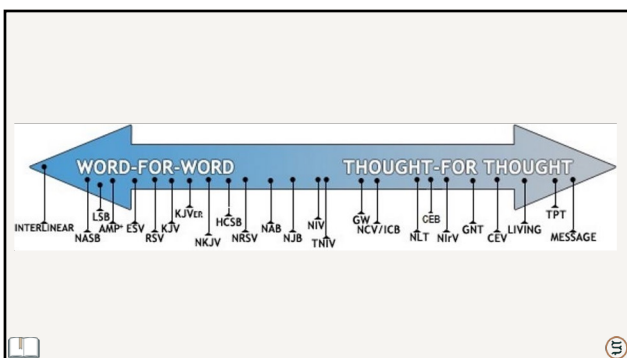 WORD-FOR-WORD THOUGHT-FOR THOUGHT
INTERLINEAR
NASB
LSB
AMP+
ESV
RSV
KJV
KJVER
NKJV
HCSB
NRSV
NAB
NJB
NIV
TNIV
GW
NCV/ICB
NLT
CEB
NIrV
GNT
CEV
LIVING
TPT
MESSAGE